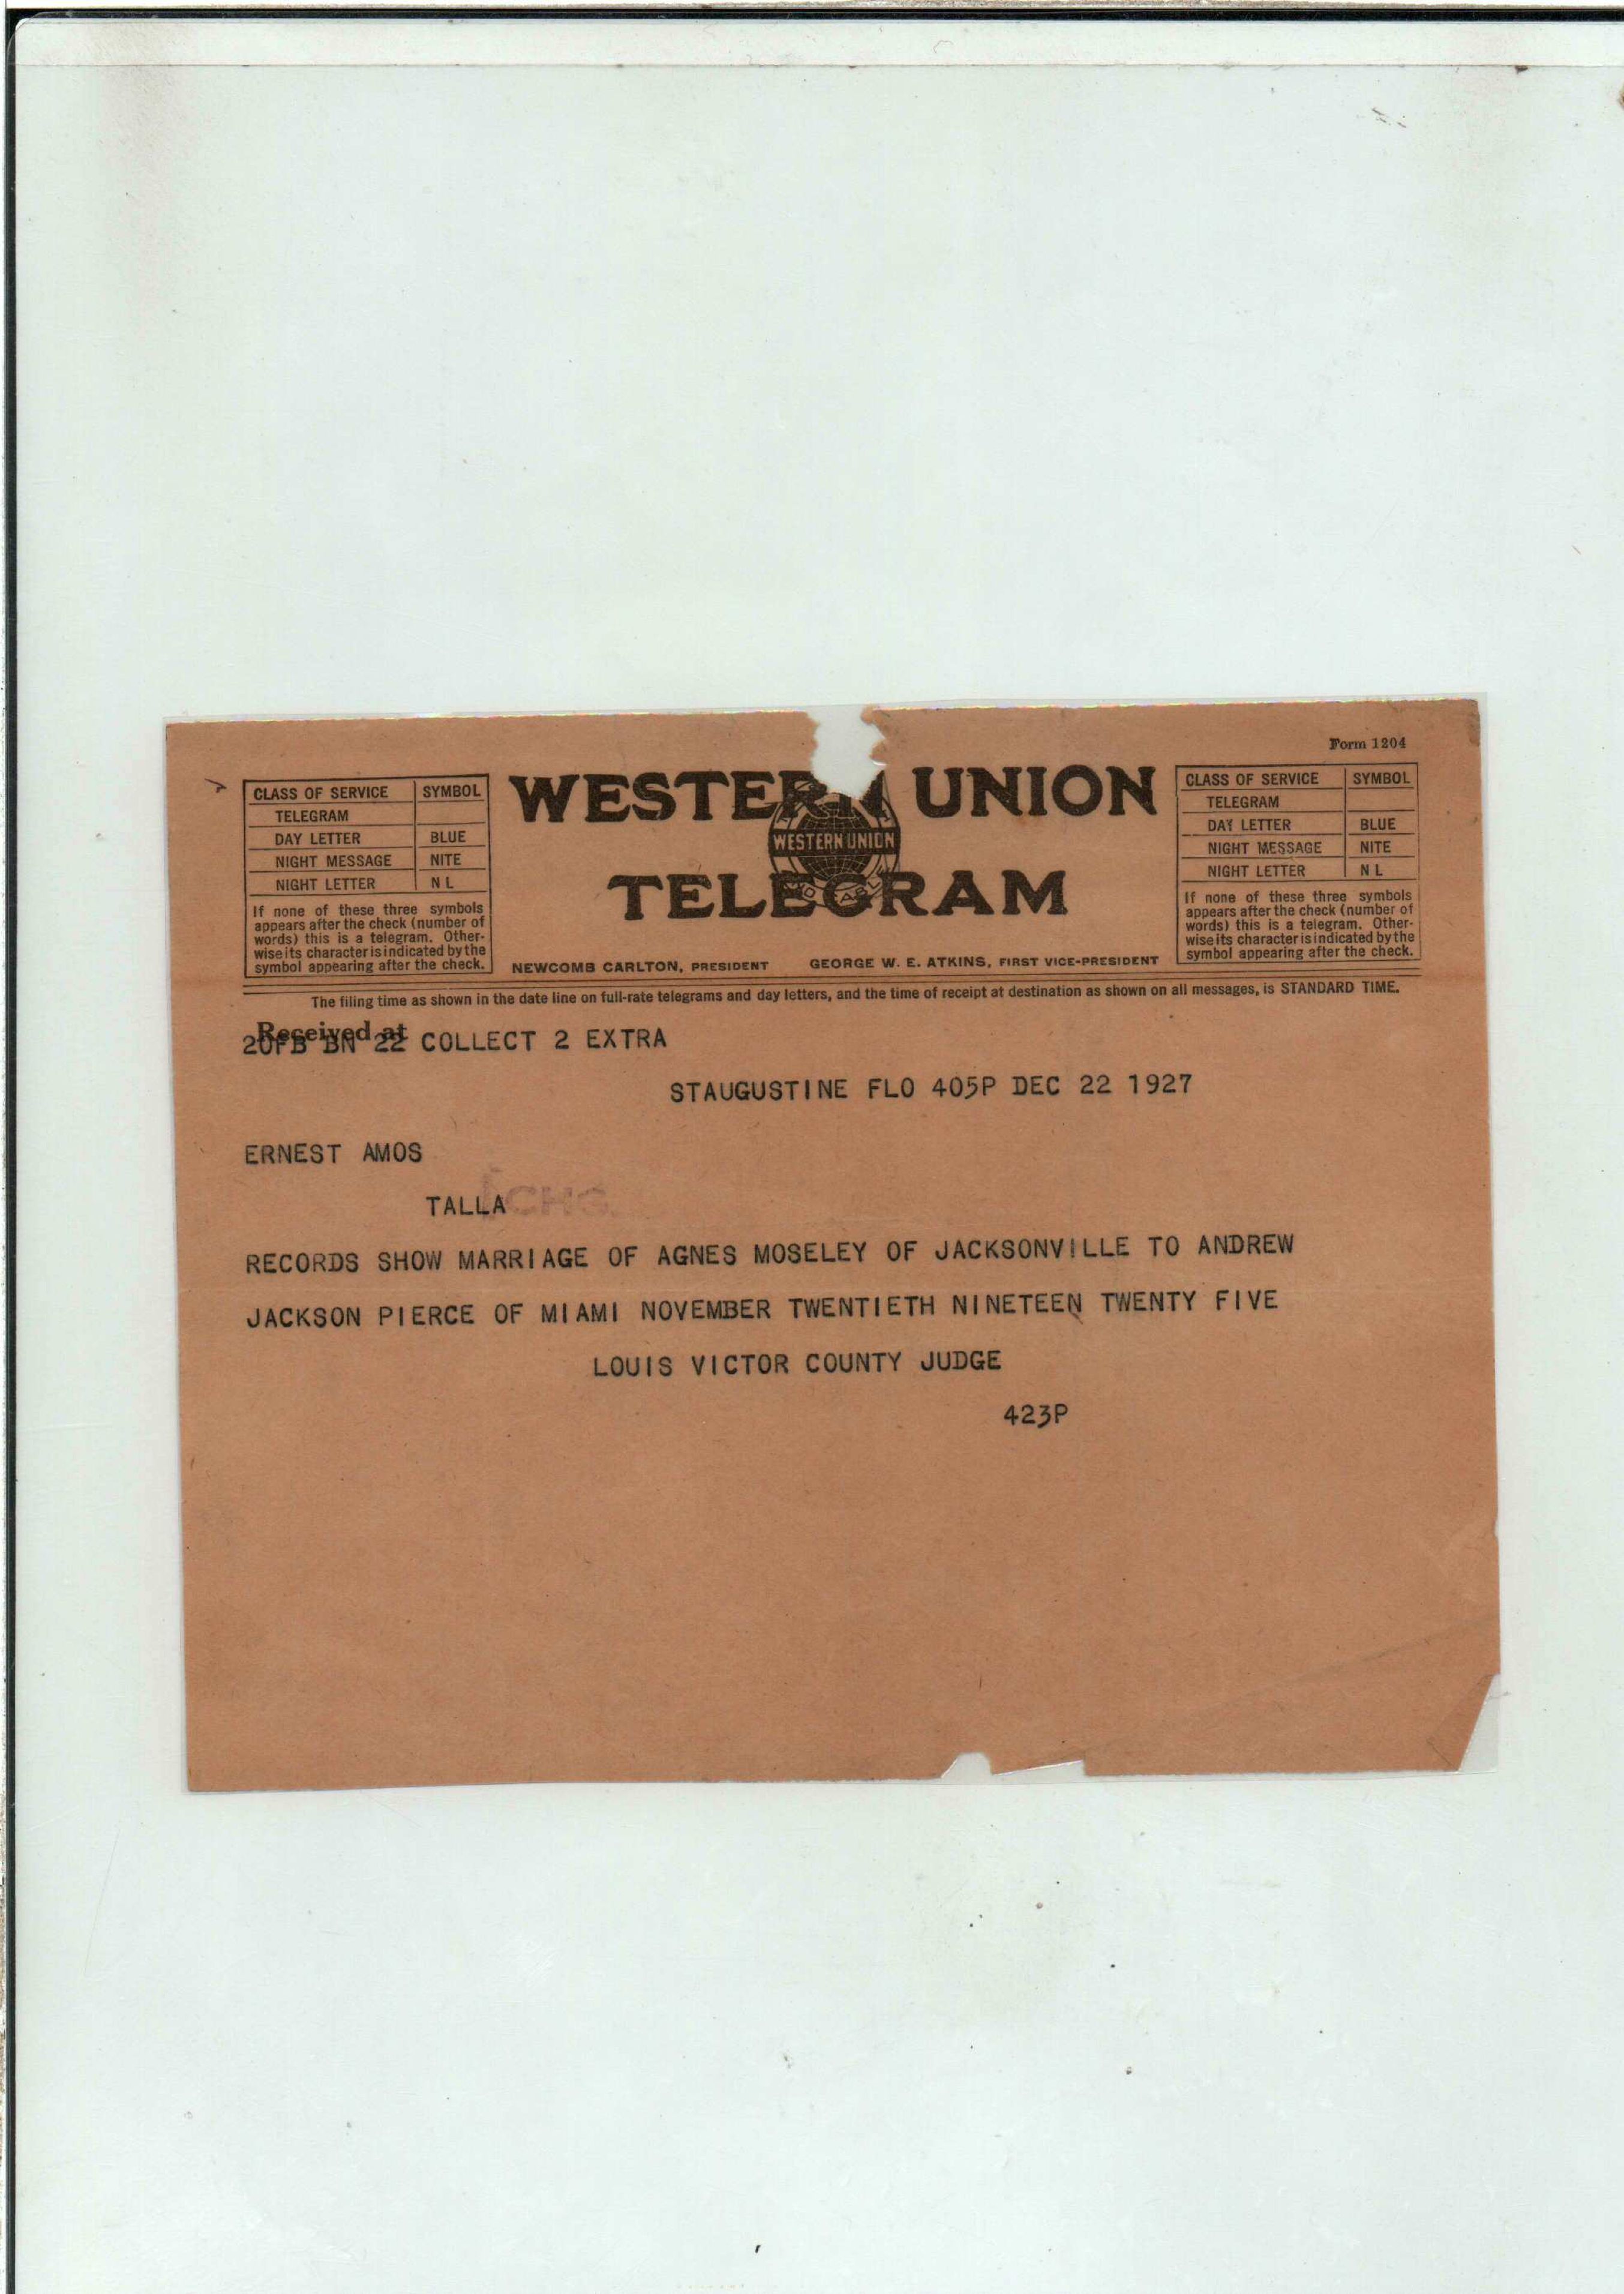 Form 1204
CLASS OF SERVICE SYMBOL
TELEGRAM
DAY LETTER BLUE
NIGHT MESSAGE NITE
NIGHT LETTER N L
If none of these three symbols
appears after the check (number of
words) this is a telegram. Other-
wise its character is indicated by the
symbol appearing after the check.
WESTERN UNION
WESTERN UNION
TELEGRAM
NEWCOMB CARLTON, PRESIDENT GEORGE W. E. ATKINS, FIRST VICE-PRESIDENT
CLASS OF SERVICE SYMBOL
TELEGRAM
DAY LETTER BLUE
NIGHT MESSAGE NITE
NIGHT LETTER N L
If none of these three symbols
appears after the check (number of
words) this is a telegram. Other-
wise its character is indicated by the
symbol appearing after the check.
The filing time as shown in the date line on full-rate telegrams and day letters, and the time of receipt at destination as shown on all messages, is STANDARD TIME.
Received at
20FB BN 22 COLLECT 2 EXTRA
STAUGUSTINE FLO 405P DEC 22 1927
ERNEST AMOS
TALLA
CHG.
RECORDS SHOW MARRIAGE OF AGNES MOSELEY OF JACKSONVILLE TO ANDREW
JACKSON PIERCE OF MIAMI NOVEMBER TWENTIETH NINETEEN TWENTY FIVE
LOUIS VICTOR COUNTY JUDGE
423P